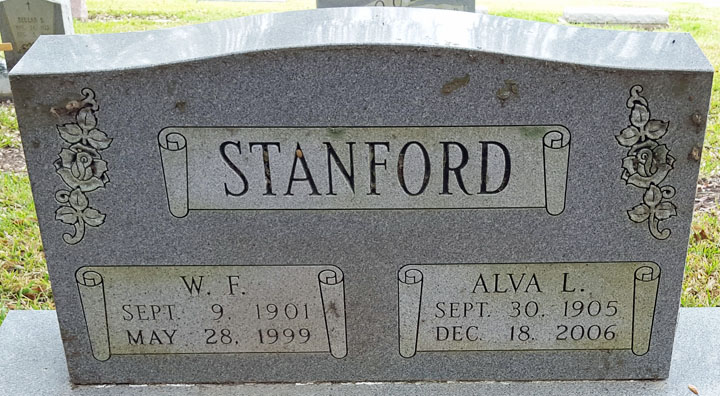 STANFORD
W. F.
SEPT. 9, 1901
MAY 28, 1999
ALVA L.
SEPT. 30, 1905
DEC. 18, 2006